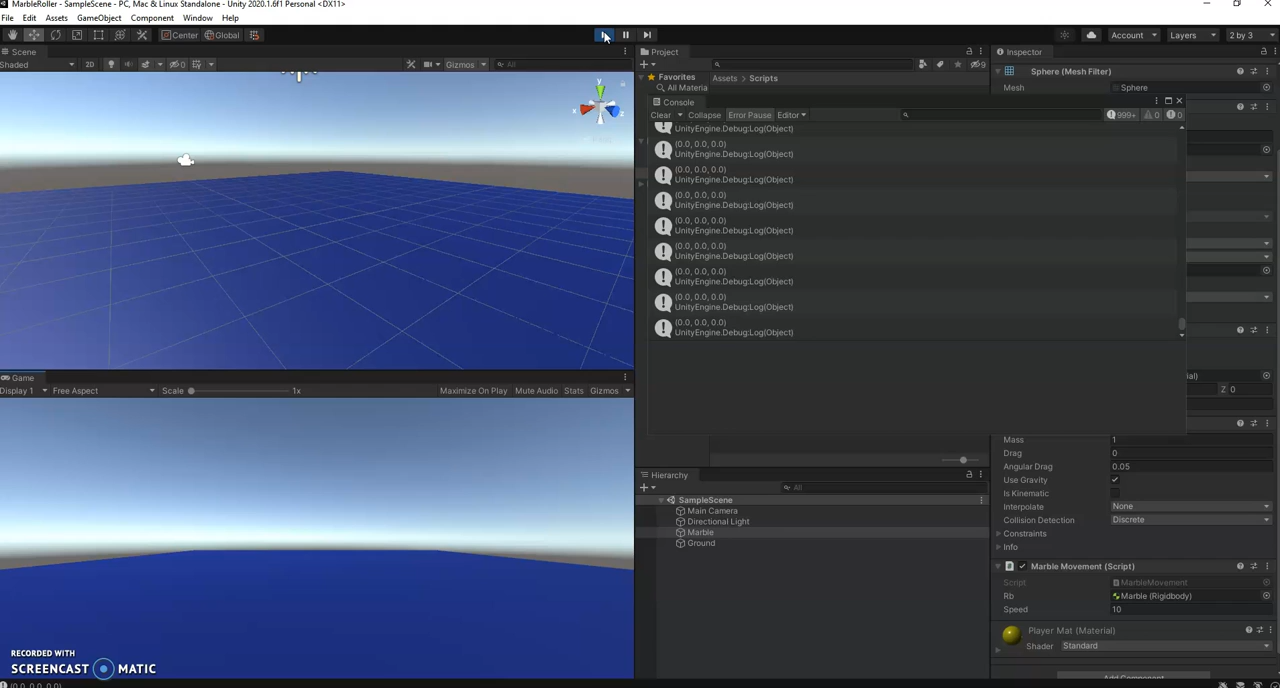 MarbleRoller - SampleScene - PC, Mac & Linux Standalone - Unity 2020.1.6f1 Personal <DX11>
File Edit Assets GameObject Component Window Help
Center Global Account Layers 2 by 3
Scene
Shaded 2D 0 Gizmos All
Game
Display 1 Free Aspect Scale 1x Maximize On Play Mute Audio Stats Gizmos
RECORDED WITH
SCREENCAST MATIC
(0.0, 0.0, 0.0)
Project
9
Favorites
All Materia
Assets > Scripts
Console
Clear Collapse Error Pause Editor 999+ 0 0
UnityEngine.Debug:Log(Object)
(0.0, 0.0, 0.0)
UnityEngine.Debug:Log(Object)
(0.0, 0.0, 0.0)
UnityEngine.Debug:Log(Object)
(0.0, 0.0, 0.0)
UnityEngine.Debug:Log(Object)
(0.0, 0.0, 0.0)
UnityEngine.Debug:Log(Object)
(0.0, 0.0, 0.0)
UnityEngine.Debug:Log(Object)
(0.0, 0.0, 0.0)
UnityEngine.Debug:Log(Object)
(0.0, 0.0, 0.0)
UnityEngine.Debug:Log(Object)
(0.0, 0.0, 0.0)
UnityEngine.Debug:Log(Object)
Hierarchy
All
SampleScene
Main Camera
Directional Light
Marble
Ground
Inspector
Sphere (Mesh Filter)
Mesh Sphere
ial)
Z 0
Mass 1
Drag 0
Angular Drag 0.05
Use Gravity
Is Kinematic
Interpolate None
Collision Detection Discrete
Constraints
Info
Marble Movement (Script)
Script MarbleMovement
Rb Marble (Rigidbody)
Speed 10
Player Mat (Material)
Shader Standard
Add Component